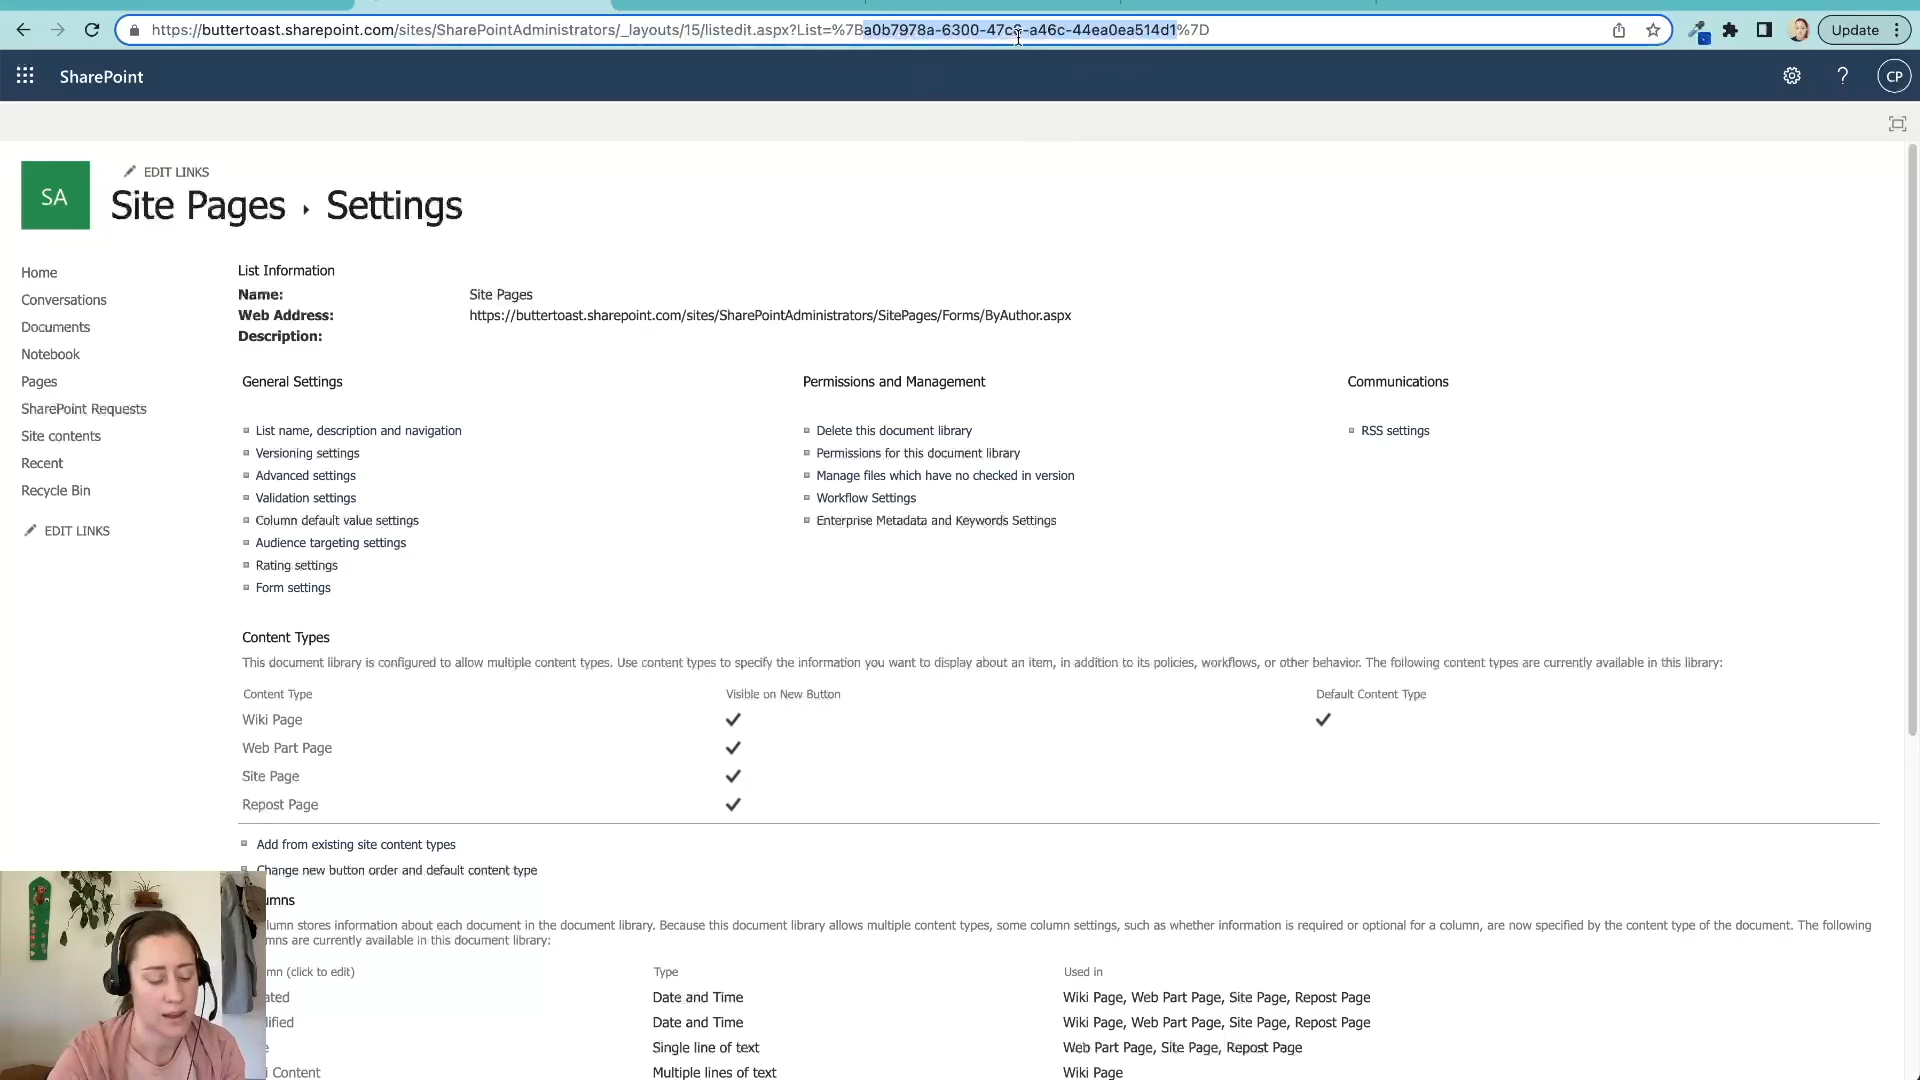 https://buttertoast.sharepoint.com/sites/SharePointAdministrators/_layouts/15/listedit.aspx?List=%7Ba0b7978a-6300-47c6-a46c-44ea0ea514d1%7D
Update
SharePoint
?
CP
SA
EDIT LINKS
Site Pages ▸ Settings
Home
Conversations
Documents
Notebook
Pages
SharePoint Requests
Site contents
Recent
Recycle Bin
EDIT LINKS
List Information
Name: Site Pages
Web Address: https://buttertoast.sharepoint.com/sites/SharePointAdministrators/SitePages/Forms/ByAuthor.aspx
Description:
General Settings
List name, description and navigation
Versioning settings
Advanced settings
Validation settings
Column default value settings
Audience targeting settings
Rating settings
Form settings
Permissions and Management
Delete this document library
Permissions for this document library
Manage files which have no checked in version
Workflow Settings
Enterprise Metadata and Keywords Settings
Communications
RSS settings
Content Types
This document library is configured to allow multiple content types. Use content types to specify the information you want to display about an item, in addition to its policies, workflows, or other behavior. The following content types are currently available in this library:
Content Type Visible on New Button Default Content Type
Wiki Page
Web Part Page
Site Page
Repost Page
Add from existing site content types
Change new button order and default content type
umns
lumn stores information about each document in the document library. Because this document library allows multiple content types, some column settings, such as whether information is required or optional for a column, are now specified by the content type of the document. The following
mns are currently available in this document library:
mn (click to edit) Type Used in
ated Date and Time Wiki Page, Web Part Page, Site Page, Repost Page
ified Date and Time Wiki Page, Web Part Page, Site Page, Repost Page
e Single line of text Web Part Page, Site Page, Repost Page
i Content Multiple lines of text Wiki Page